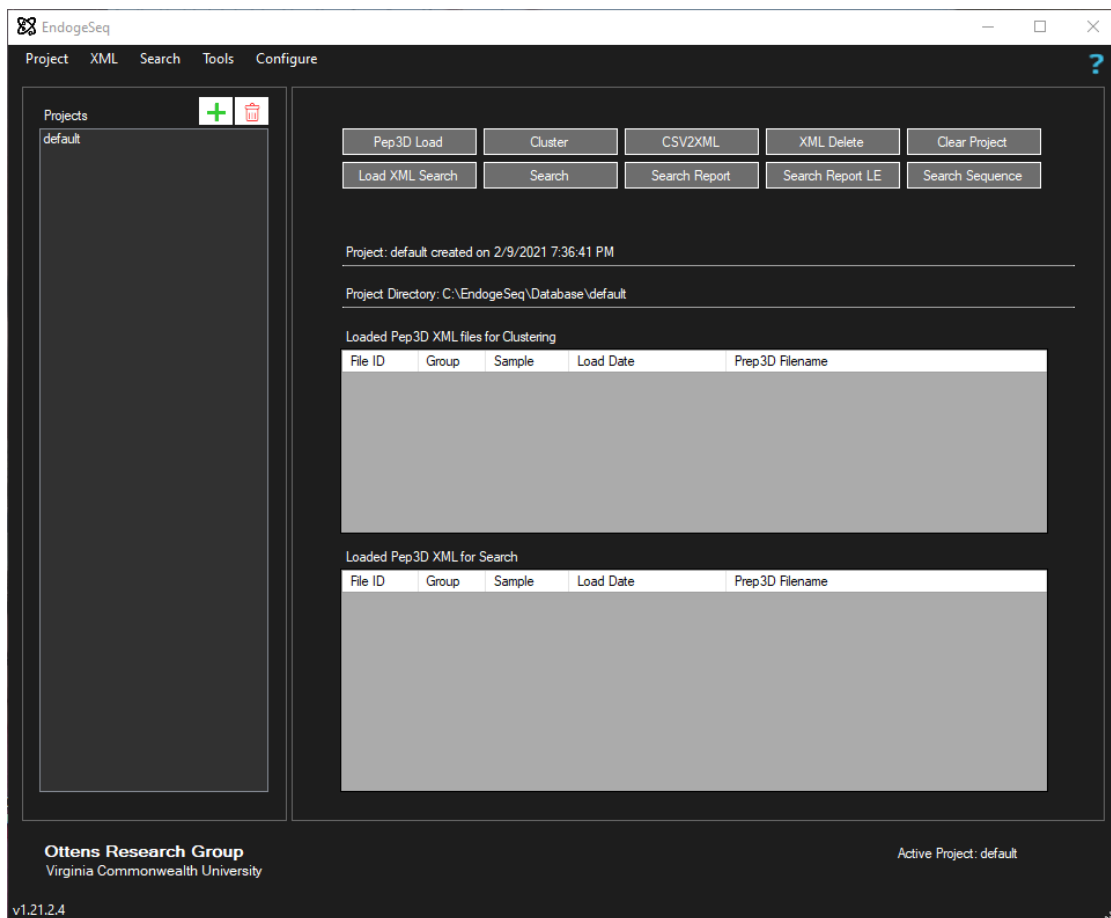 EndogeSeq
Project XML Search Tools Configure ?
Projects
default
Pep3D Load Cluster CSV2XML XML Delete Clear Project
Load XML Search Search Search Report Search Report LE Search Sequence
Project: default created on 2/9/2021 7:36:41 PM
Project Directory: C:\EndogeSeq\Database\default
Loaded Pep3D XML files for Clustering
File ID Group Sample Load Date Prep3D Filename
Loaded Pep3D XML for Search
File ID Group Sample Load Date Prep3D Filename
Ottens Research Group
Virginia Commonwealth University
Active Project: default
v1.21.2.4